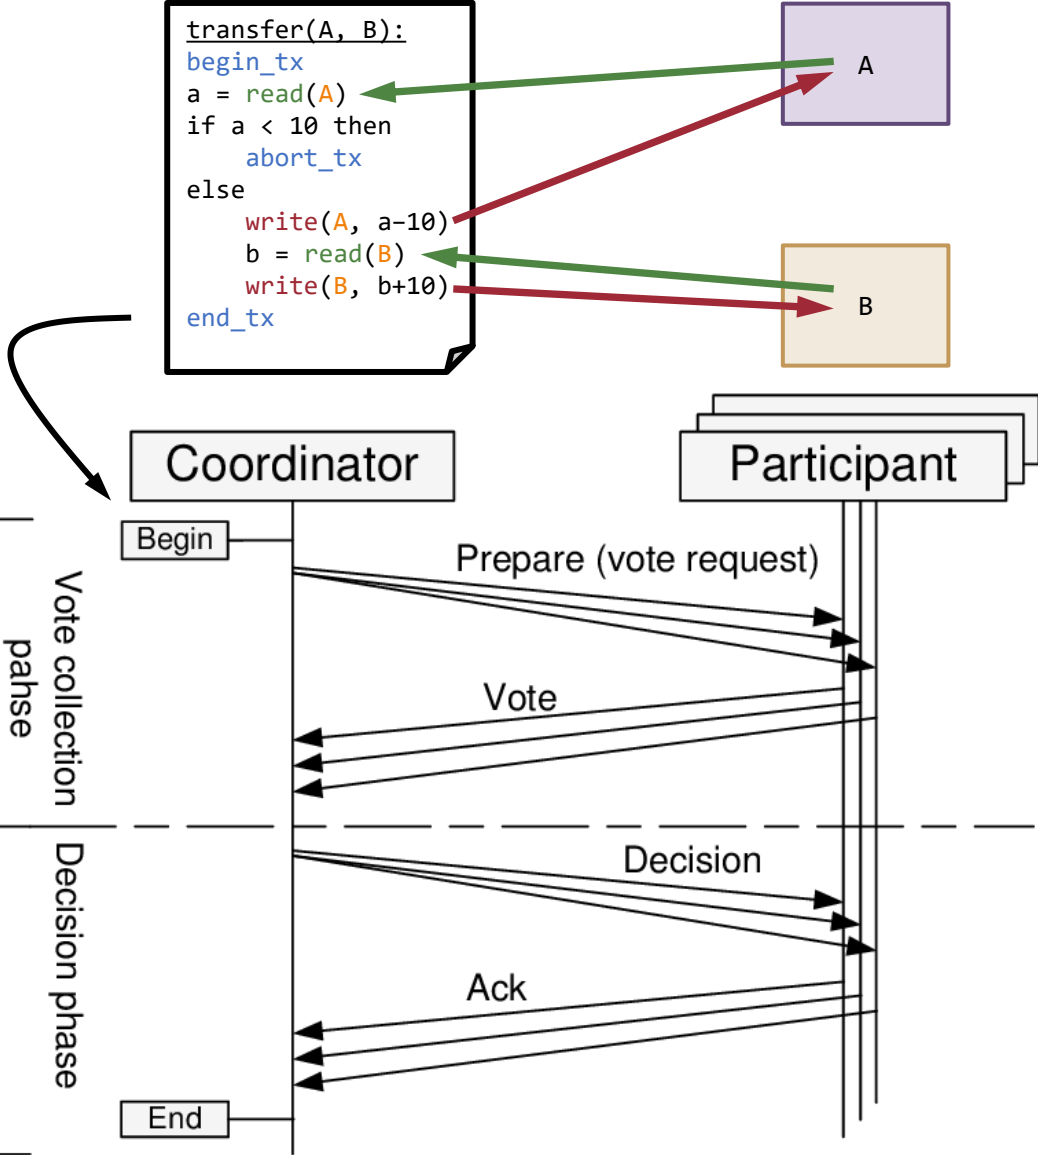 transfer(A, B):
begin_tx
a = read(A)
if a < 10 then
abort_tx
else
write(A, a–10)
b = read(B)
write(B, b+10)
end_tx
A
B
Coordinator
Participant
Begin
Prepare (vote request)
Vote
Vote collection
pahse
Decision
Ack
Decision phase
End